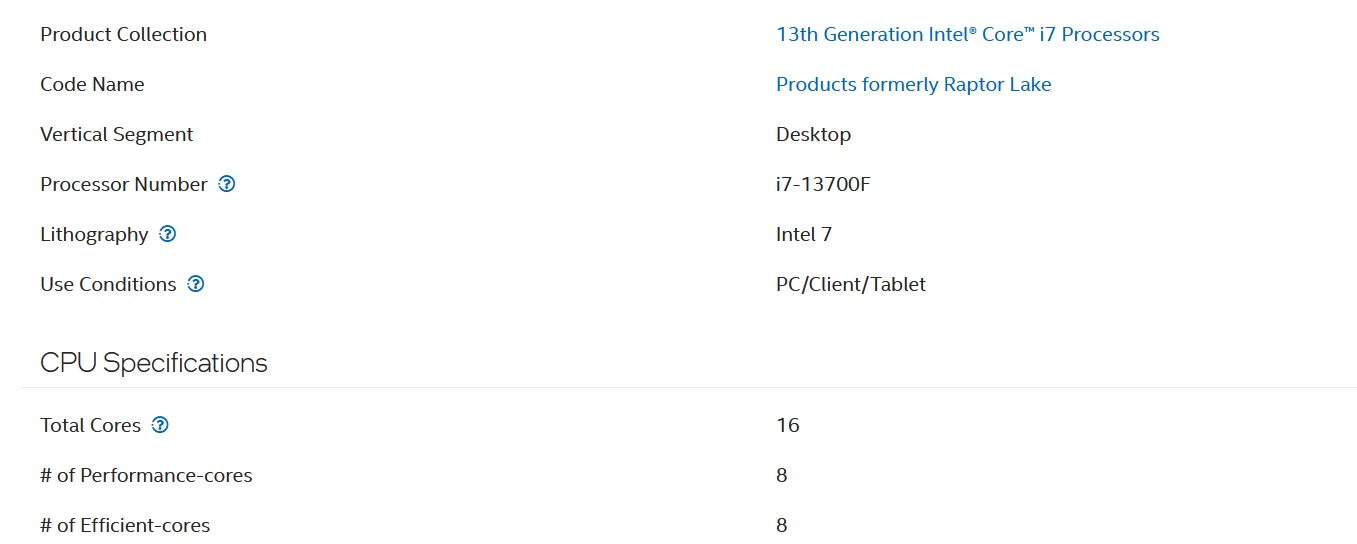 Product Collection 13th Generation Intel® Core™ i7 Processors
Code Name Products formerly Raptor Lake
Vertical Segment Desktop
Processor Number i7-13700F
Lithography Intel 7
Use Conditions PC/Client/Tablet
CPU Specifications
Total Cores 16
# of Performance-cores 8
# of Efficient-cores 8